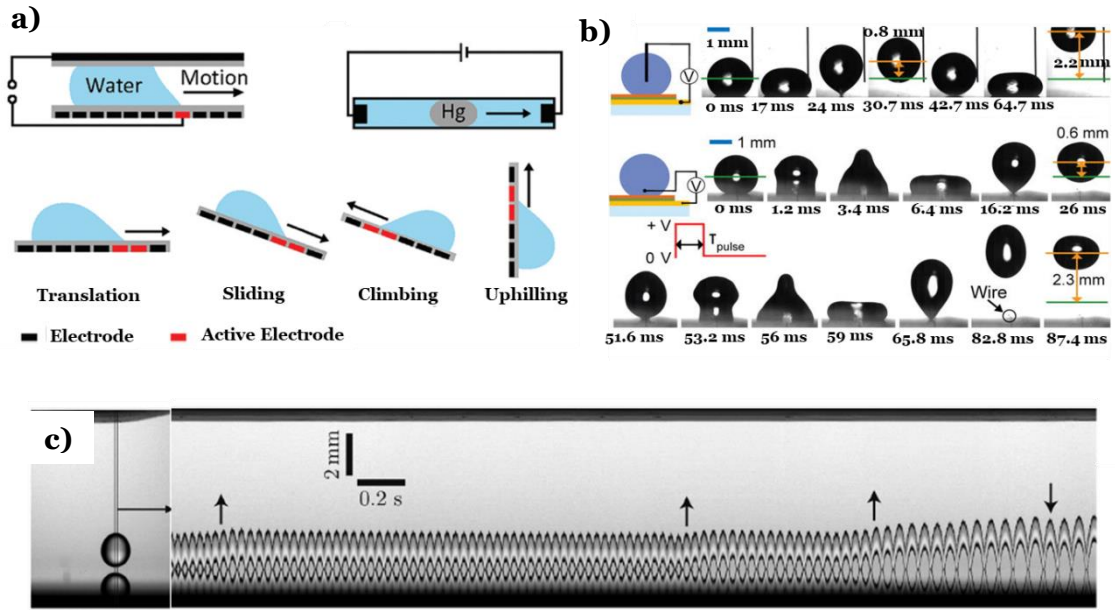 a)
Water
Motion
Hg
Translation
Sliding
Climbing
Uphilling
Electrode
Active Electrode
b)
1 mm
0.8 mm
2.2 mm
V
0 ms
17 ms
24 ms
30.7 ms
42.7 ms
64.7 ms
1 mm
0.6 mm
V
0 ms
1.2 ms
3.4 ms
6.4 ms
16.2 ms
26 ms
+ V
0 V
Tpulse
Wire
2.3 mm
51.6 ms
53.2 ms
56 ms
59 ms
65.8 ms
82.8 ms
87.4 ms
c)
2 mm
0.2 s